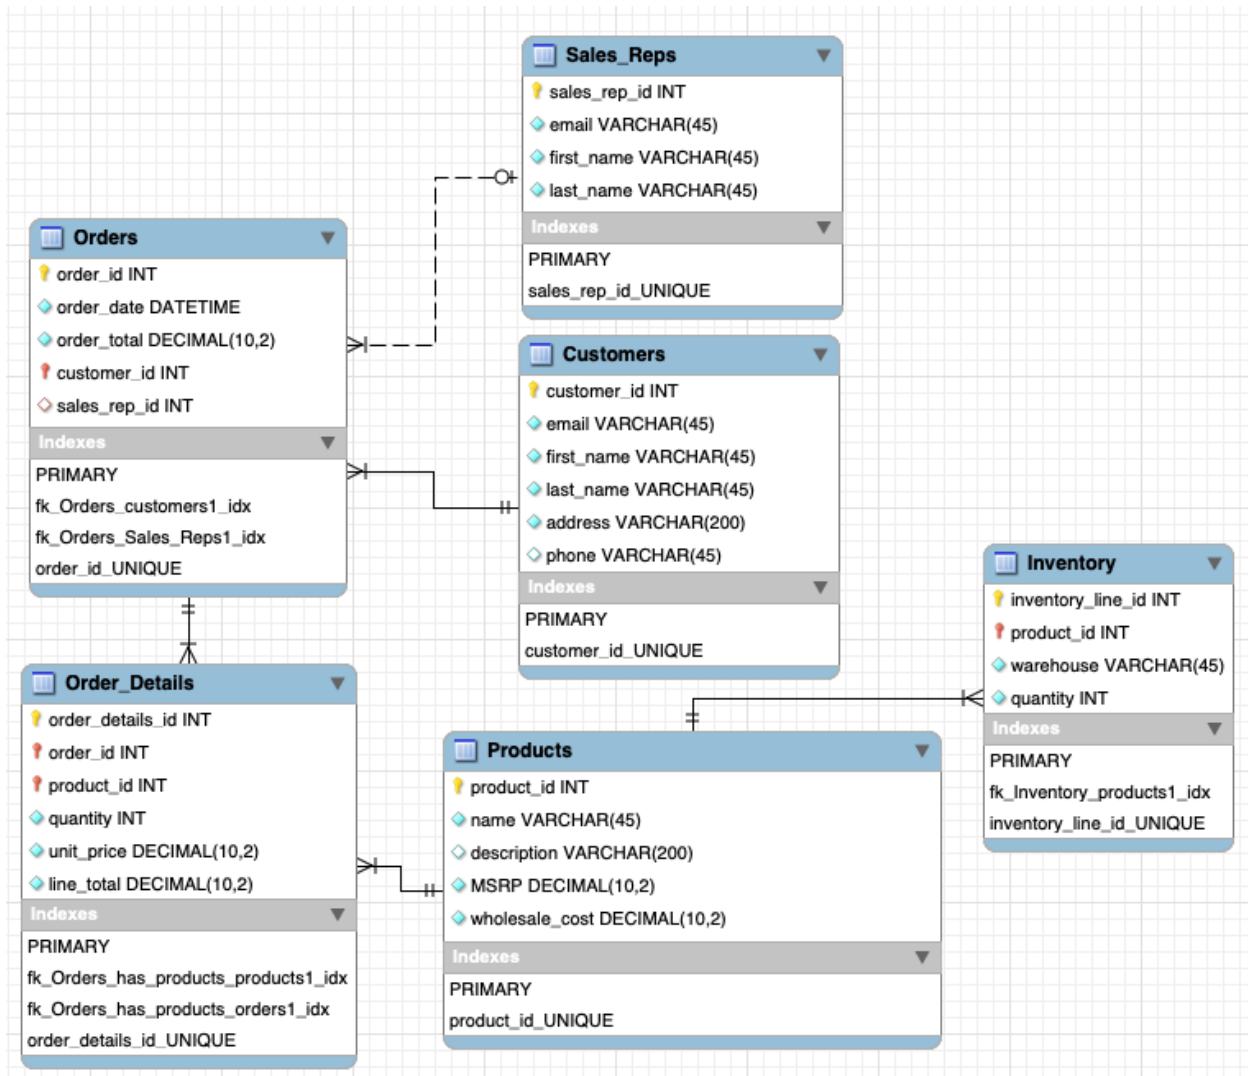 Sales_Reps
sales_rep_id INT
email VARCHAR(45)
first_name VARCHAR(45)
last_name VARCHAR(45)
Indexes
PRIMARY
sales_rep_id_UNIQUE
Orders
order_id INT
order_date DATETIME
order_total DECIMAL(10,2)
customer_id INT
sales_rep_id INT
Indexes
PRIMARY
fk_Orders_customers1_idx
fk_Orders_Sales_Reps1_idx
order_id_UNIQUE
Customers
customer_id INT
email VARCHAR(45)
first_name VARCHAR(45)
last_name VARCHAR(45)
address VARCHAR(200)
phone VARCHAR(45)
Indexes
PRIMARY
customer_id_UNIQUE
Inventory
inventory_line_id INT
product_id INT
warehouse VARCHAR(45)
quantity INT
Indexes
PRIMARY
fk_Inventory_products1_idx
inventory_line_id_UNIQUE
Order_Details
order_details_id INT
order_id INT
product_id INT
quantity INT
unit_price DECIMAL(10,2)
line_total DECIMAL(10,2)
Indexes
PRIMARY
fk_Orders_has_products_products1_idx
fk_Orders_has_products_orders1_idx
order_details_id_UNIQUE
Products
product_id INT
name VARCHAR(45)
description VARCHAR(200)
MSRP DECIMAL(10,2)
wholesale_cost DECIMAL(10,2)
Indexes
PRIMARY
product_id_UNIQUE